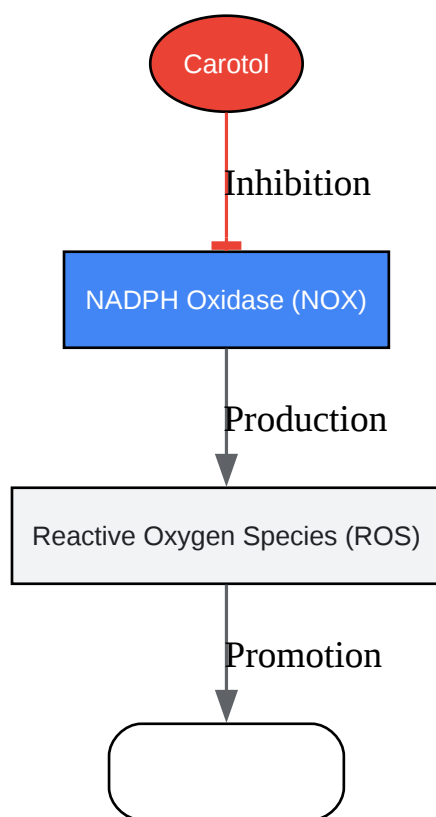 Carotol
Inhibition
NADPH Oxidase (NOX)
Production
Reactive Oxygen Species (ROS)
Promotion